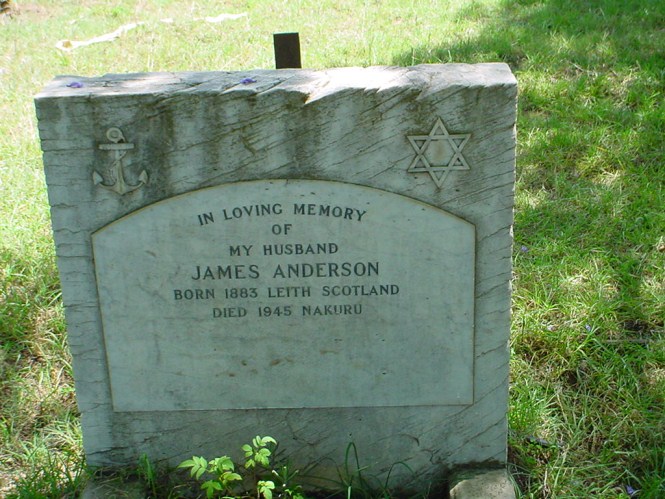 IN LOVING MEMORY
OF
MY HUSBAND
JAMES ANDERSON
BORN 1883 LEITH SCOTLAND
DIED 1945 NAKURU